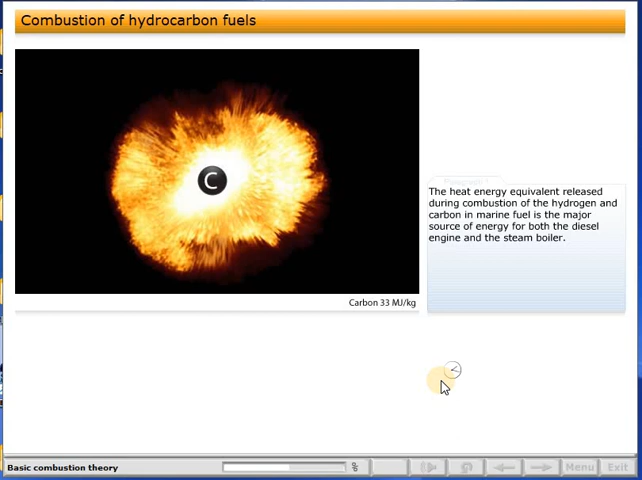 Combustion of hydrocarbon fuels
C
The heat energy equivalent released
during combustion of the hydrogen and
carbon in marine fuel is the major
source of energy for both the diesel
engine and the steam boiler.
Carbon 33 MJ/kg
Basic combustion theory
Menu
Exit